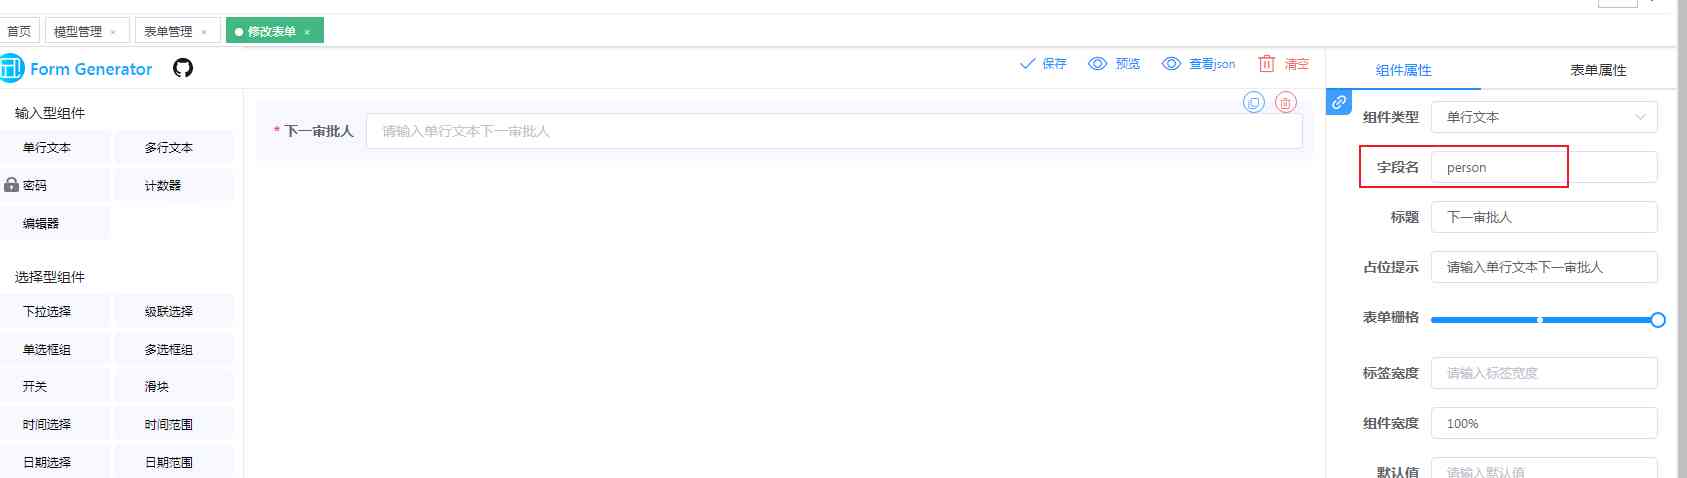 首页 模型管理 × 表单管理 × 修改表单 ×
Form Generator
保存 预览 查看json 清空
组件属性 表单属性
输入型组件
单行文本 多行文本
密码 计数器
编辑器
选择型组件
下拉选择 级联选择
单选框组 多选框组
开关 滑块
时间选择 时间范围
日期选择 日期范围
* 下一审批人 请输入单行文本下一审批人
组件类型 单行文本
字段名 person
标题 下一审批人
占位提示 请输入单行文本下一审批人
表单栅格
标签宽度 请输入标签宽度
组件宽度 100%
默认值 请输入默认值